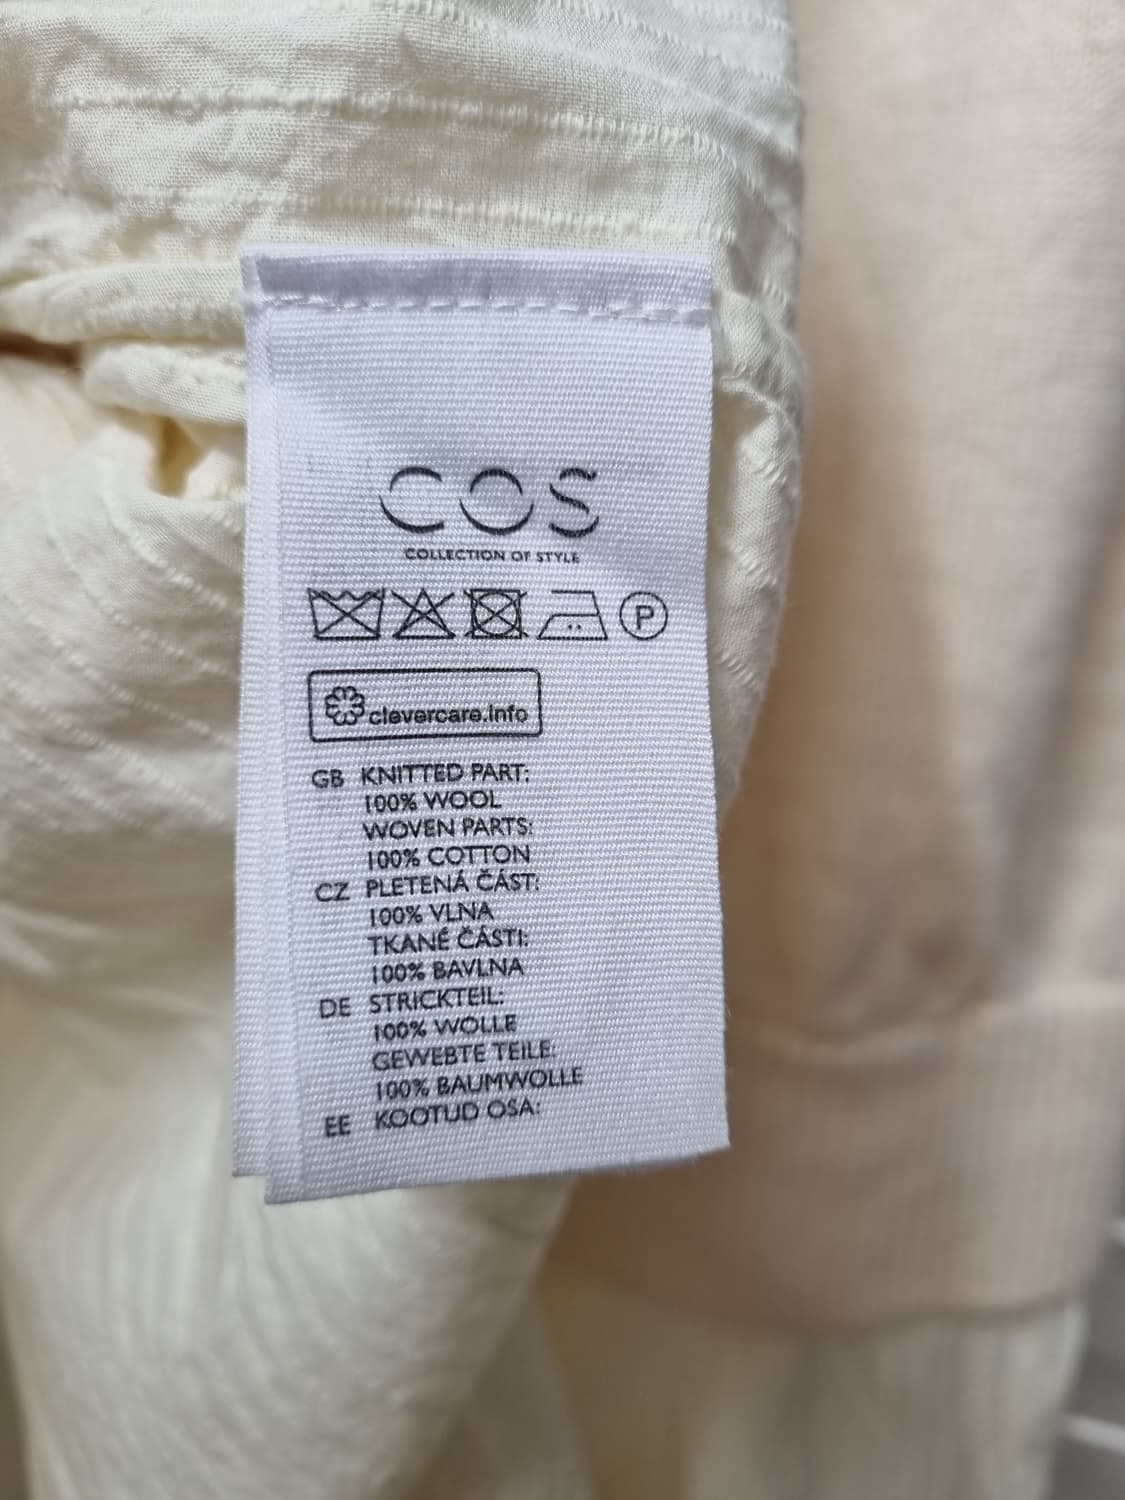 COS
COLLECTION OF STYLE
P
clevercare.info
GB KNITTED PART:
100% WOOL
WOVEN PARTS:
100% COTTON
CZ PLETENÁ ČÁST:
100% VLNA
TKANÉ ČÁSTI:
100% BAVLNA
DE STRICKTEIL:
100% WOLLE
GEWEBTE TEILE:
100% BAUMWOLLE
EE KOOTUD OSA: